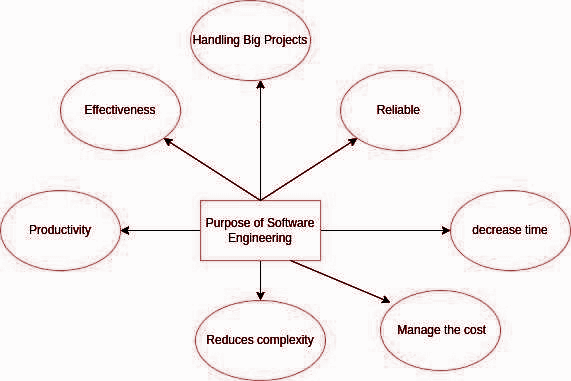 Handling Big Projects
Effectiveness
Reliable
Purpose of Software
Engineering
Productivity
decrease time
Manage the cost
Reduces complexity